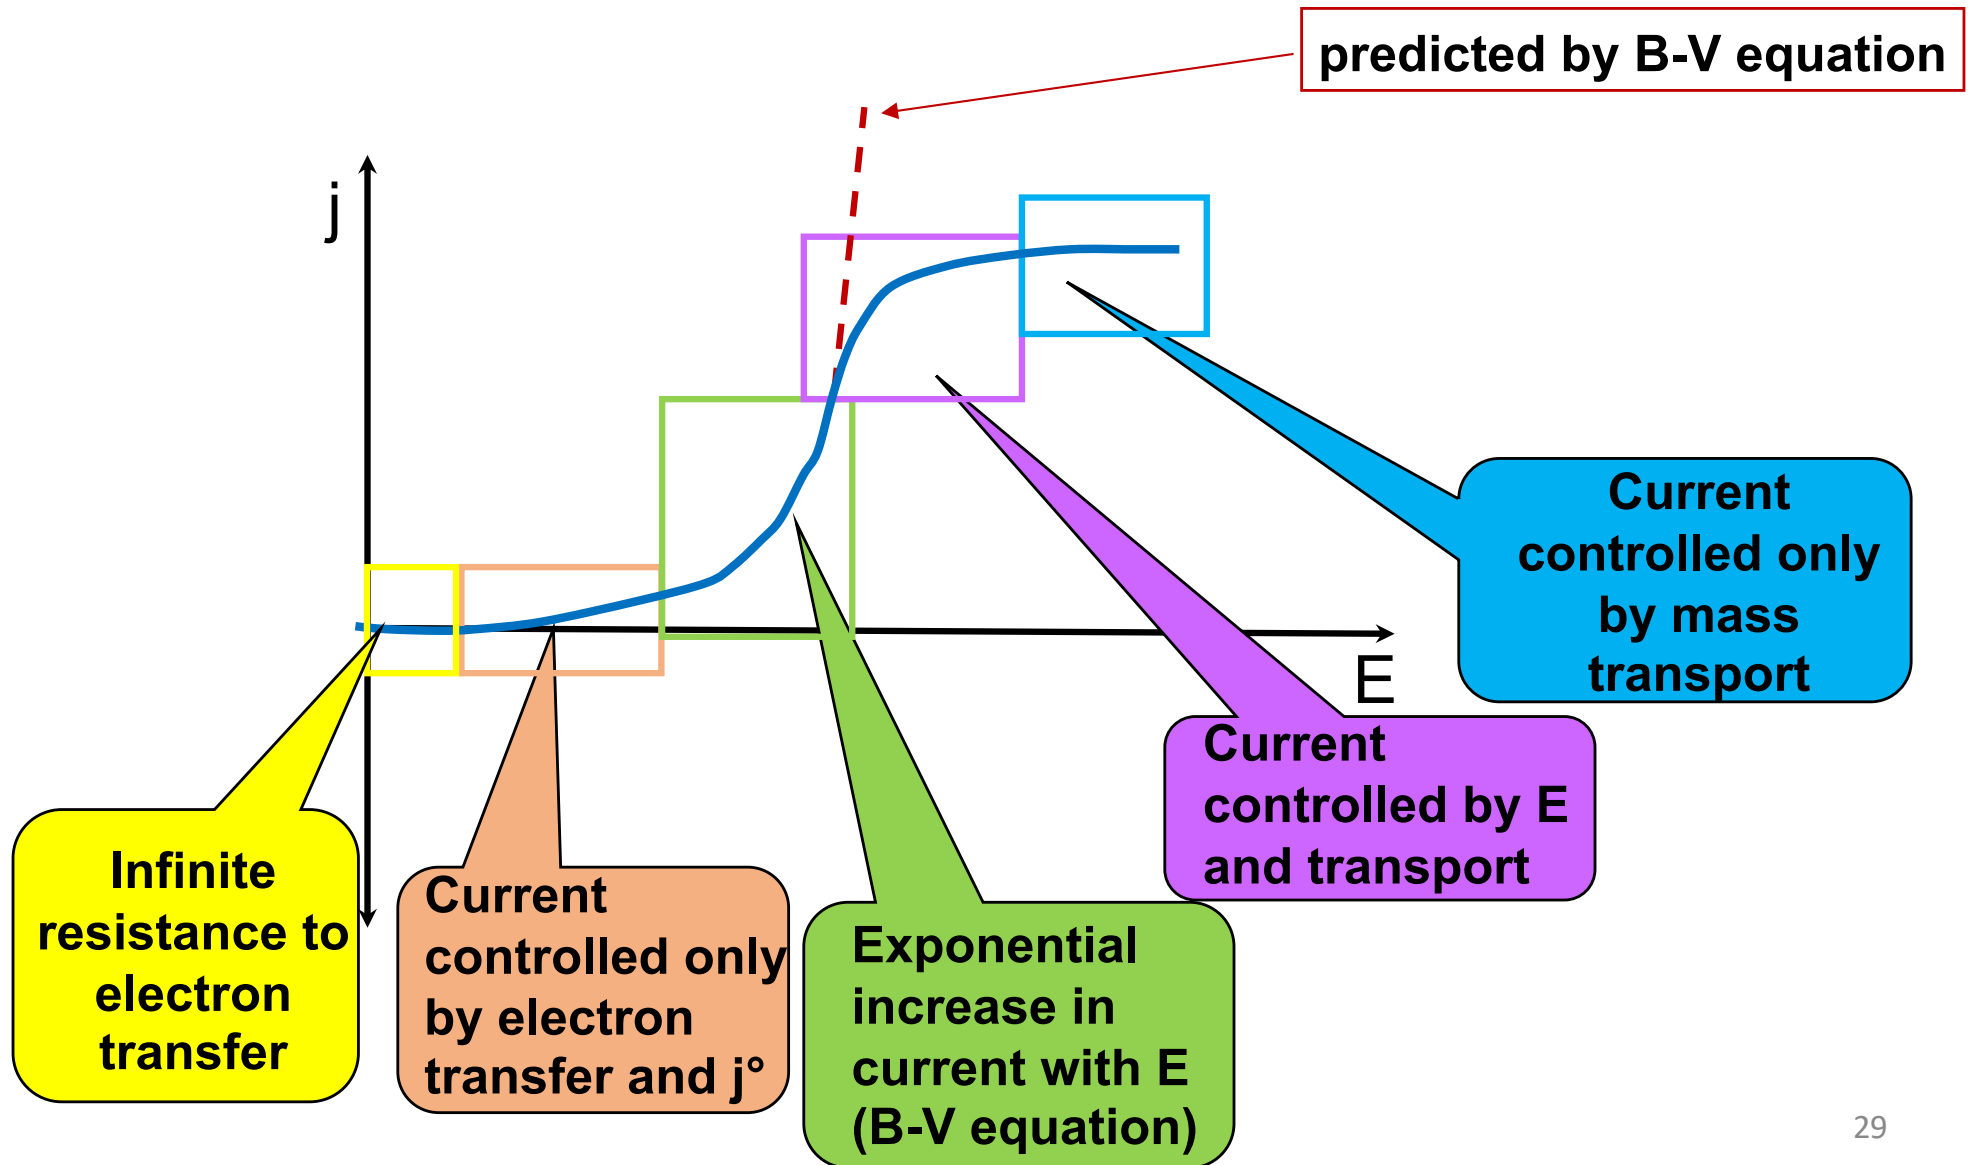 predicted by B-V equation
j
E
Current
controlled only
by mass
transport
Current
controlled by E
and transport
Infinite
resistance to
electron
transfer
Current
controlled only
by electron
transfer and j°
Exponential
increase in
current with E
(B-V equation)
29